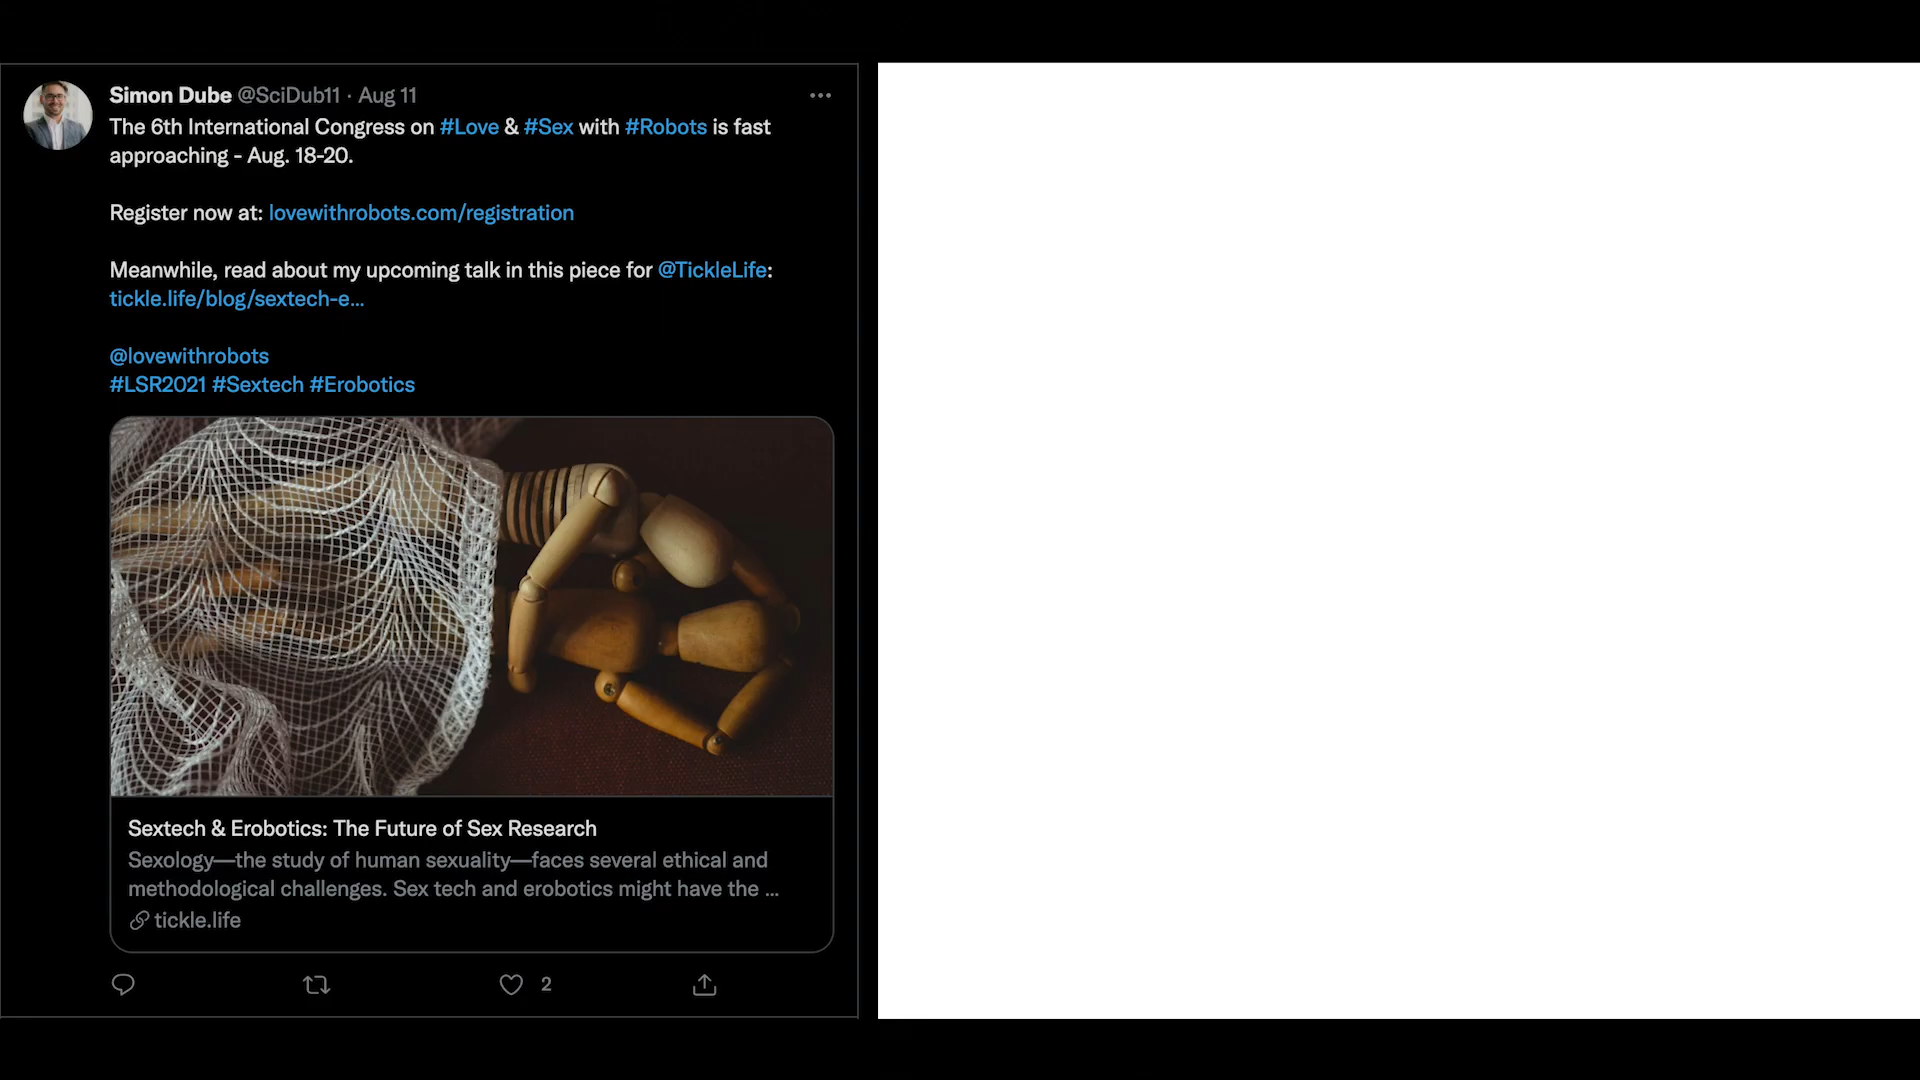 Simon Dube @SciDub11 · Aug 11
The 6th International Congress on #Love & #Sex with #Robots is fast
approaching - Aug. 18-20.
Register now at: lovewithrobots.com/registration
Meanwhile, read about my upcoming talk in this piece for @TickleLife:
tickle.life/blog/sextech-e...
@lovewithrobots
#LSR2021 #Sextech #Erobotics
Sextech & Erobotics: The Future of Sex Research
Sexology—the study of human sexuality—faces several ethical and
methodological challenges. Sex tech and erobotics might have the ...
tickle.life
2